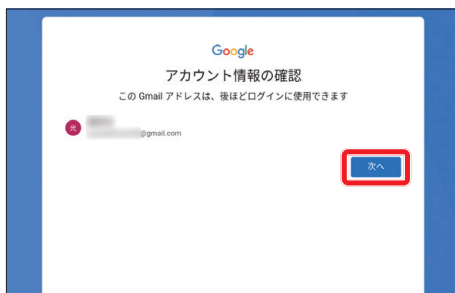 Google
アカウント情報の確認
この Gmail アドレスは、後ほどログインに使用できます
光
@gmail.com
次へ